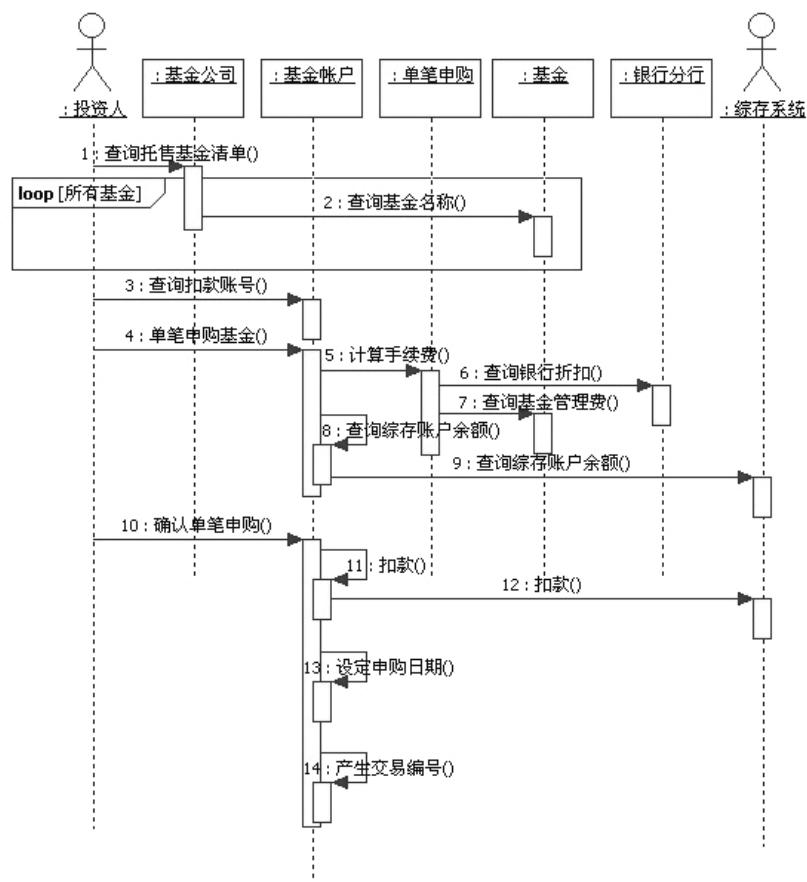 : 投资人
: 基金公司
: 基金帐户
: 单笔申购
: 基金
: 银行分行
: 综存系统
1 : 查询托售基金清单()
loop [所有基金]
2 : 查询基金名称()
3 : 查询扣款账号()
4 : 单笔申购基金()
5 : 计算手续费()
6 : 查询银行折扣()
7 : 查询基金管理费()
8 : 查询综存账户余额()
9 : 查询综存账户余额()
10 : 确认单笔申购()
11 : 扣款()
12 : 扣款()
13 : 设定申购日期()
14 : 产生交易编号()